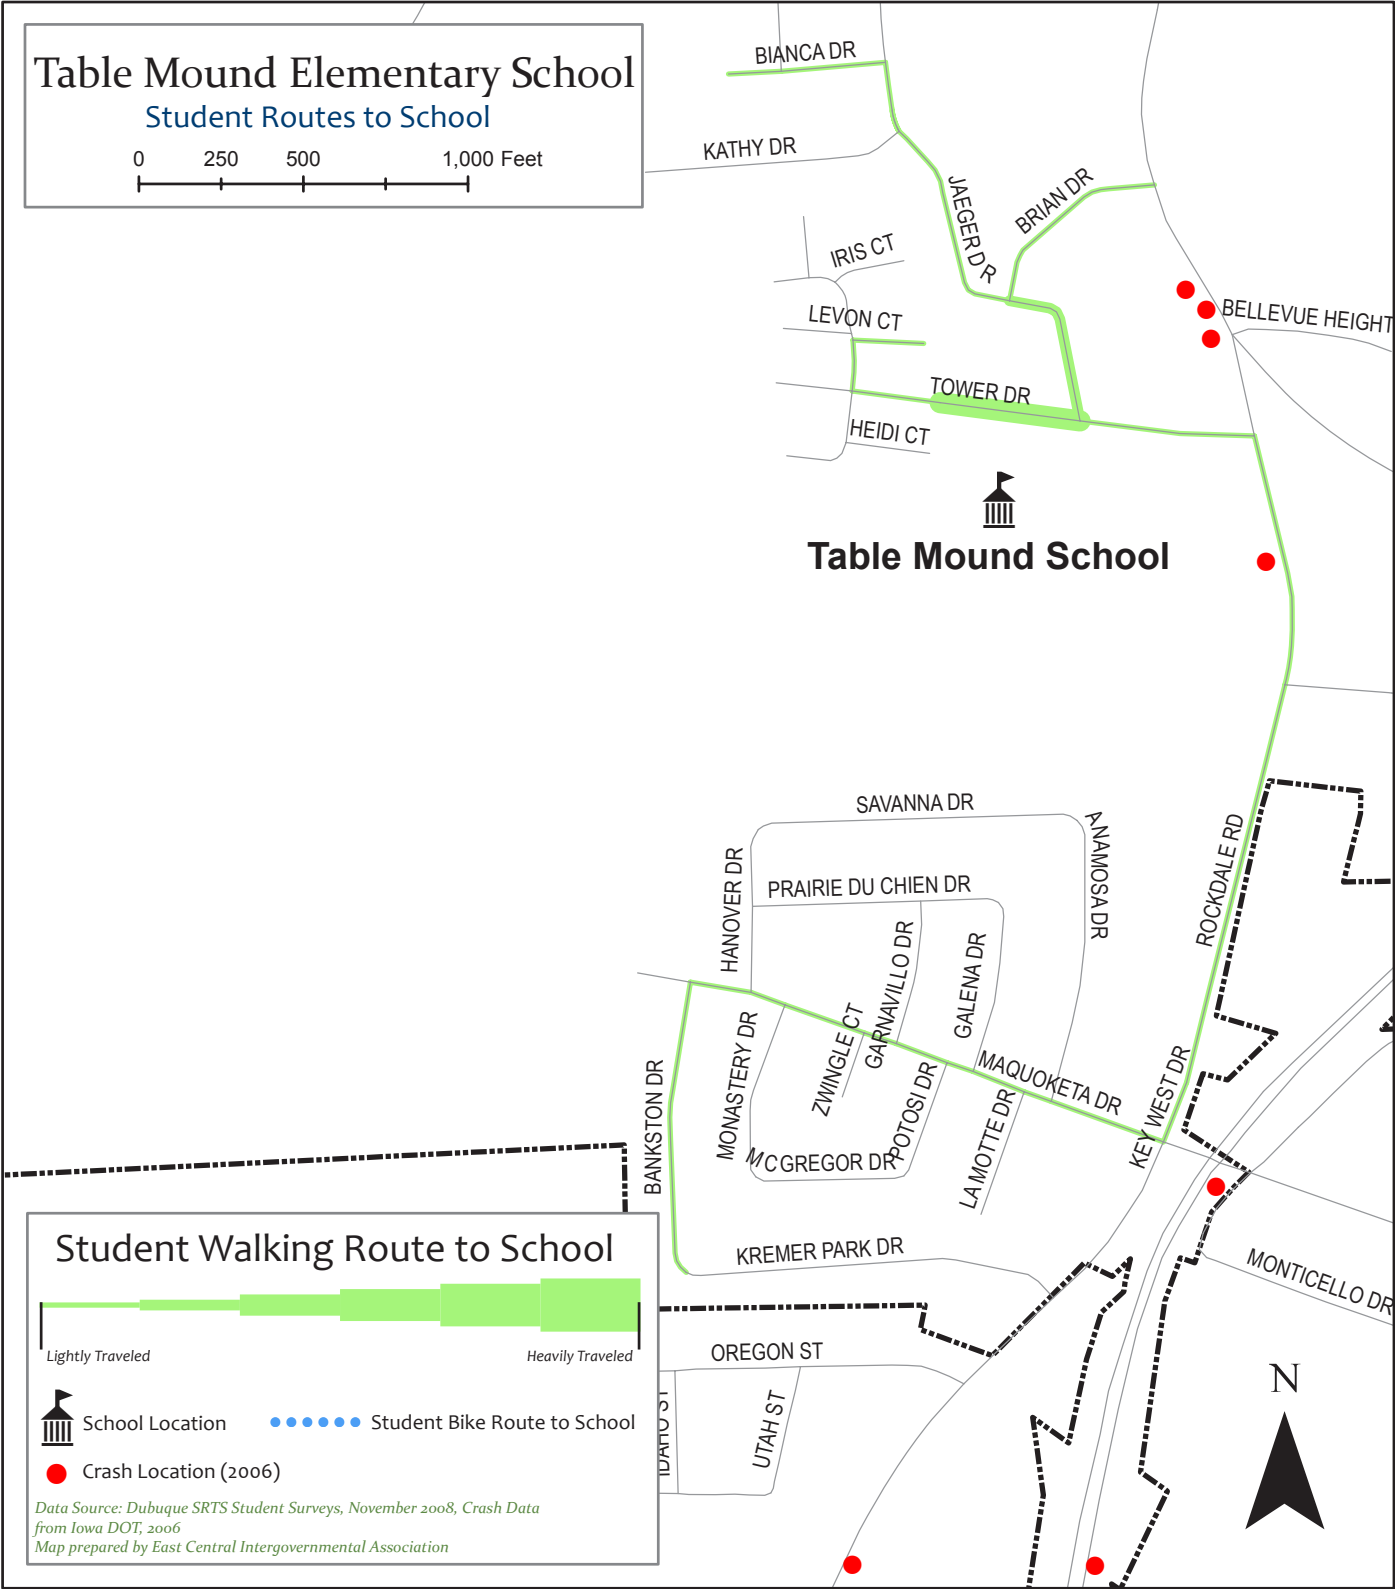 Table Mound Elementary School
Student Routes to School
0 250 500 1,000 Feet
BIANCA DR
KATHY DR
JAEGER DR
BRIAN DR
IRIS CT
LEVON CT
BELLEVUE HEIGHT
TOWER DR
HEIDI CT
Table Mound School
SAVANNA DR
ANAMOSA DR
ROCKDALE RD
HANOVER DR
PRAIRIE DU CHIEN DR
GARNAVILLO DR
GALENA DR
ZWINGLE CT
MONASTERY DR
MAQUOKETA DR
KEY WEST DR
BANKSTON DR
POTOSI DR
LA MOTTE DR
MCGREGOR DR
KREMER PARK DR
MONTICELLO DR
OREGON ST
IDAHO ST
UTAH ST
N
Student Walking Route to School
Lightly Traveled Heavily Traveled
School Location Student Bike Route to School
Crash Location (2006)
Data Source: Dubuque SRTS Student Surveys, November 2008, Crash Data
from Iowa DOT, 2006
Map prepared by East Central Intergovernmental Association